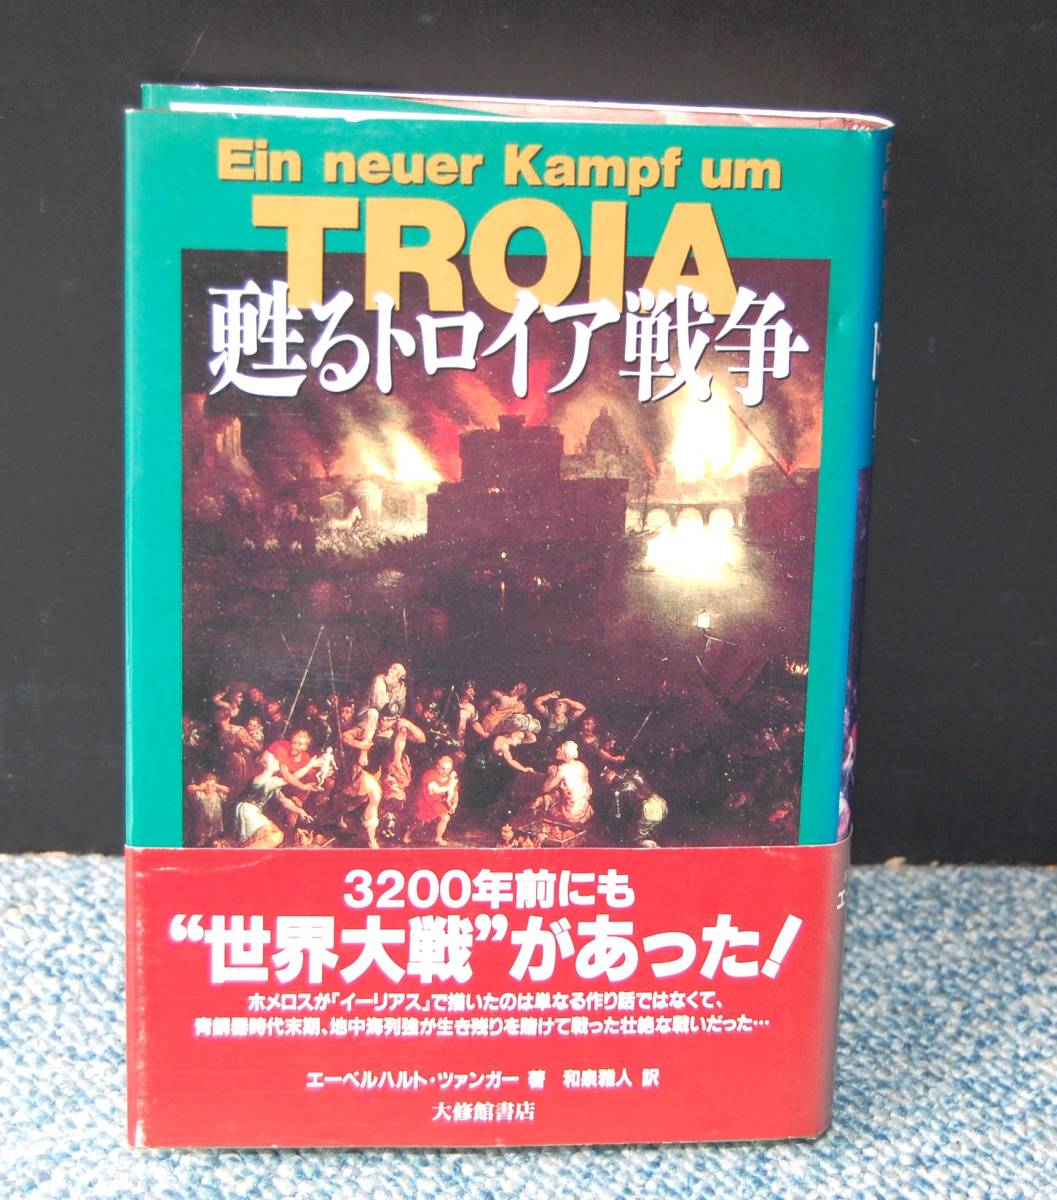 Ein neuer Kampf um
TROIA
甦るトロイア戦争
3200年前にも
“世界大戦”があった!
ホメロスが『イーリアス』で描いたのは単なる作り話ではなくて、
青銅器時代末期、地中海列強が生き残りを賭けて戦った壮絶な戦いだった…
エーベルハルト・ツァンガー 著 和泉雅人 訳
大修館書店
エ